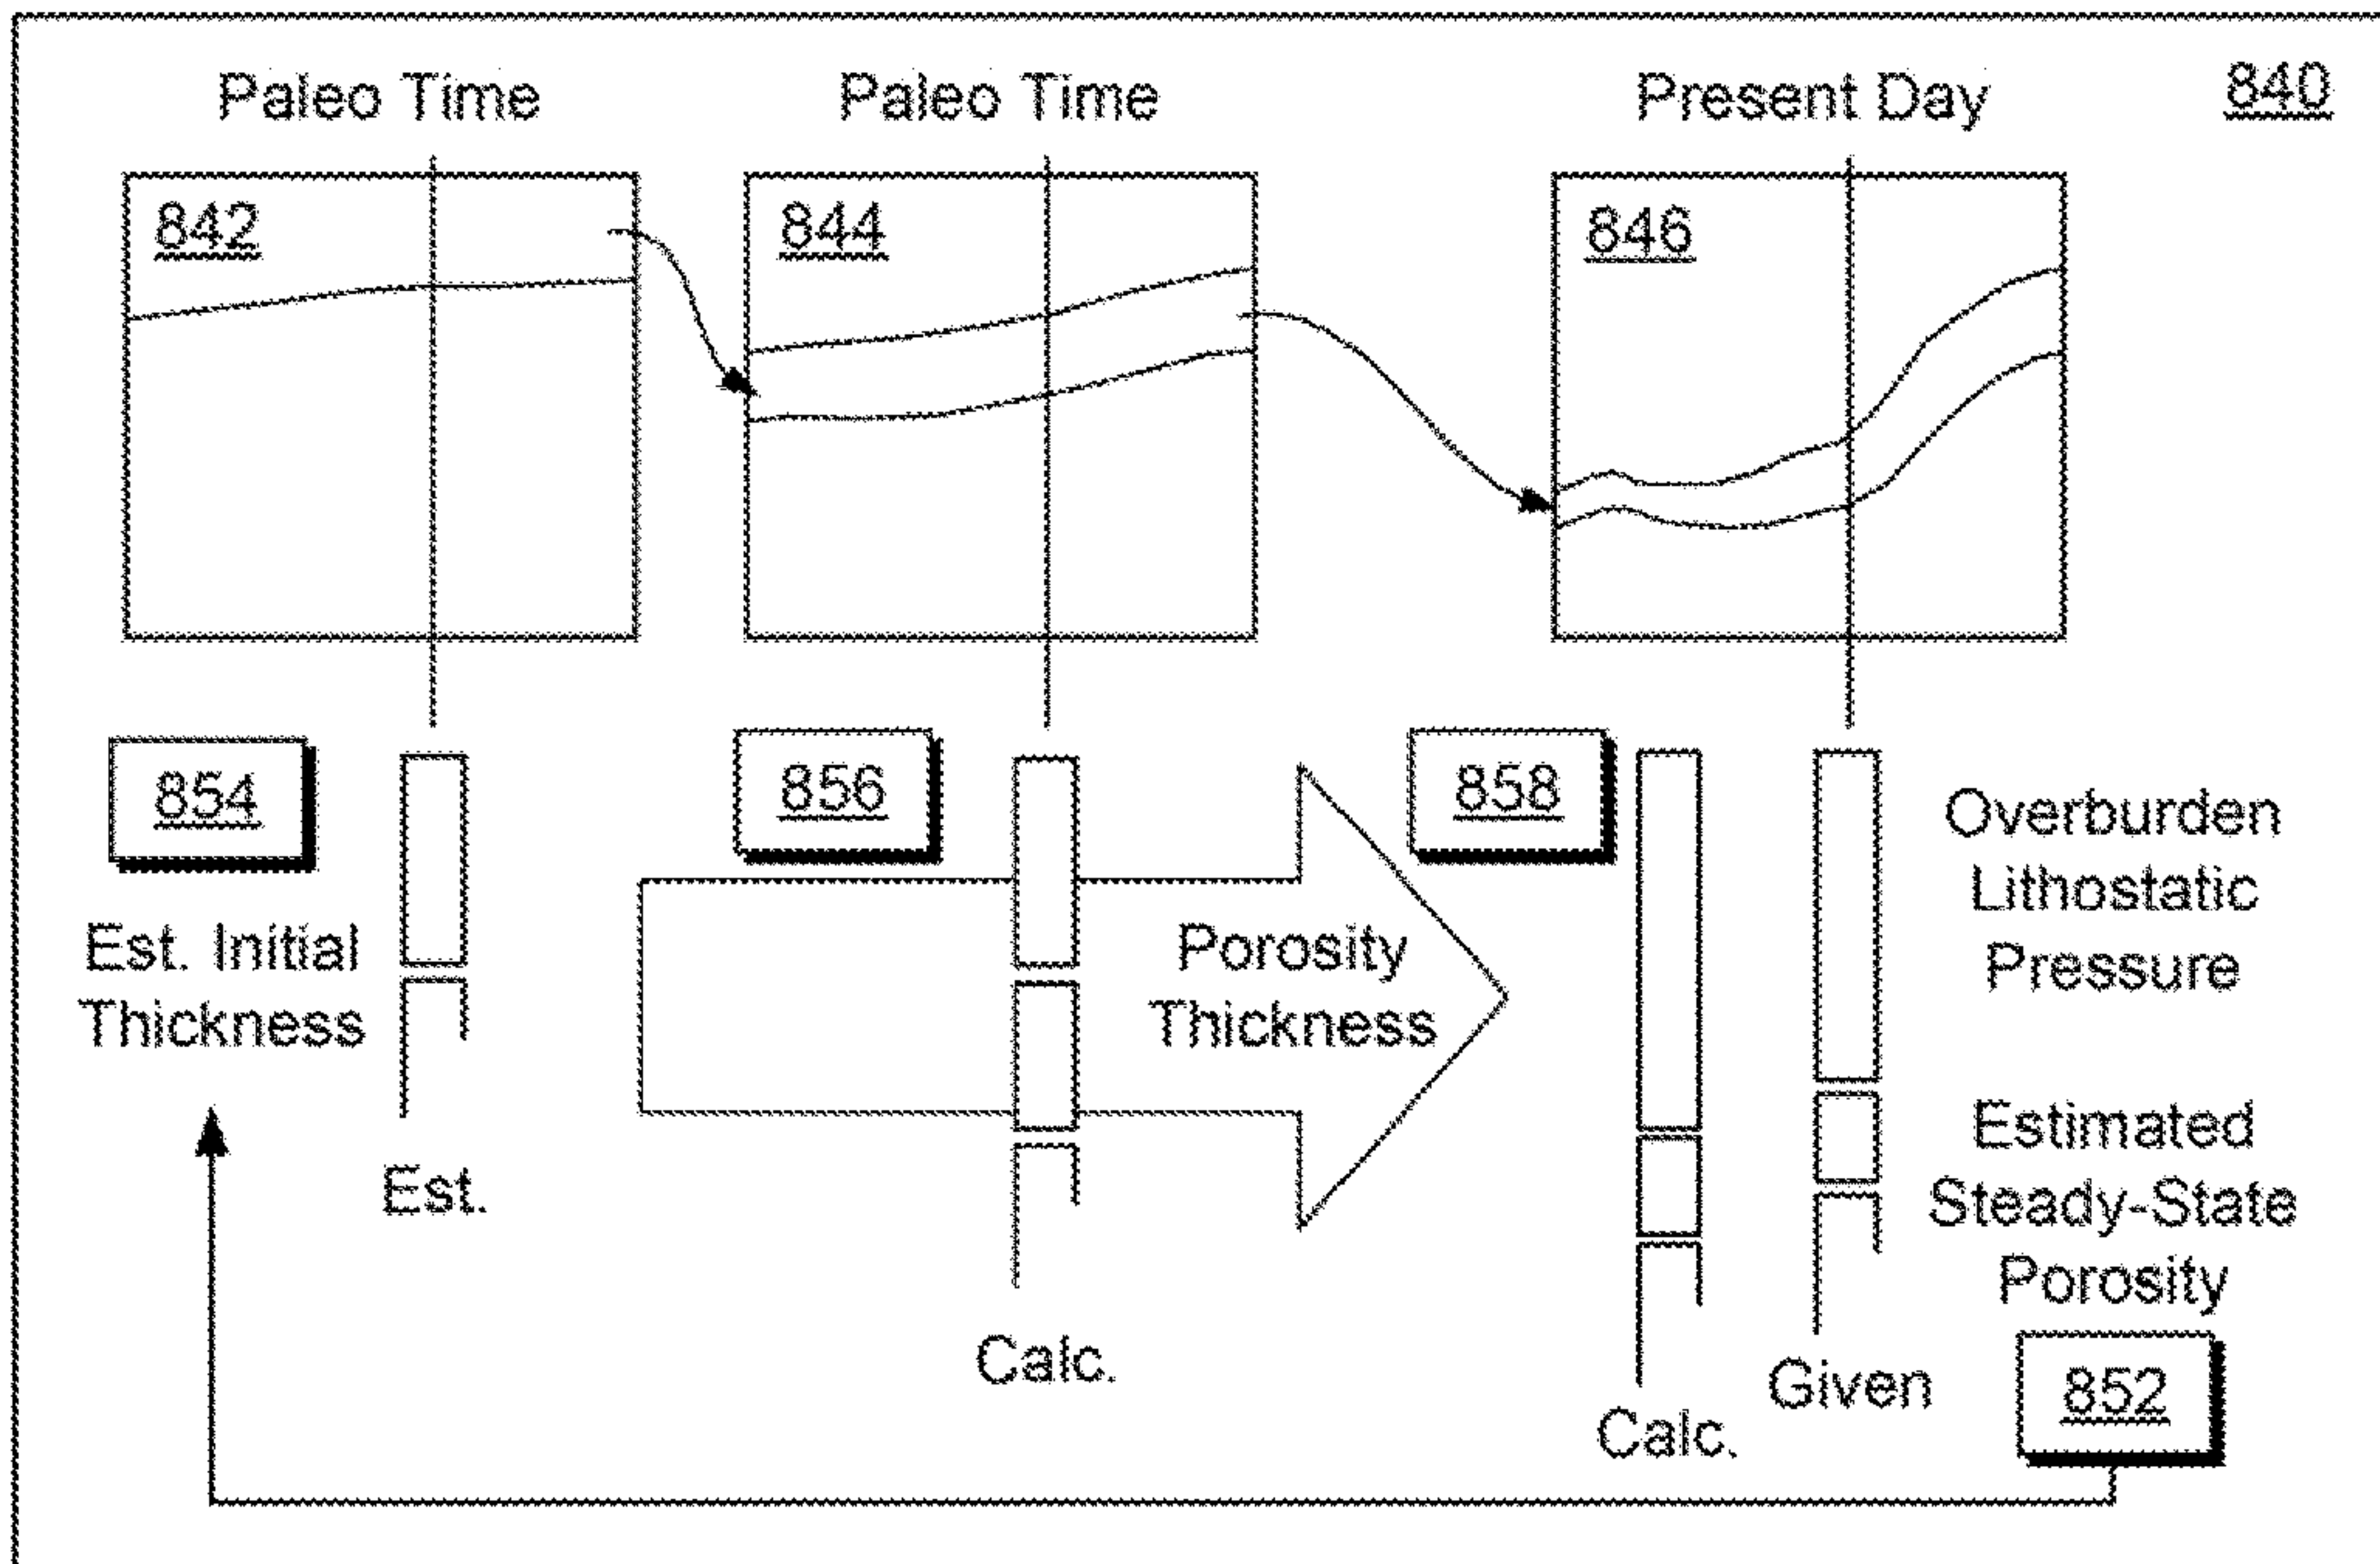 Paleo Time
Paleo Time
Present Day
840
842
844
846
854
856
858
Est. Initial
Thickness
Porosity
Thickness
Overburden
Lithostatic
Pressure
Estimated
Steady-State
Porosity
Est.
Calc.
Calc.
Given
852